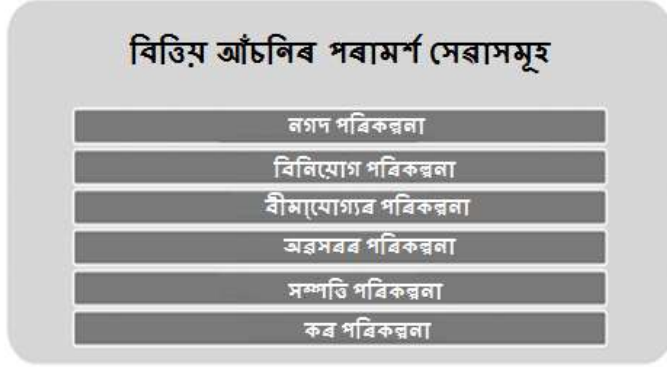 বিত্তিয় আঁচনিৰ পৰামৰ্শ সেৱাসমূহ
নগদ পৰিকল্পনা
বিনিয়োগ পৰিকল্পনা
বীমা্যোগ্যৰ পৰিকল্পনা
অৱসৰৰ পৰিকল্পনা
সম্পত্তি পৰিকল্পনা
কৰ পৰিকল্পনা